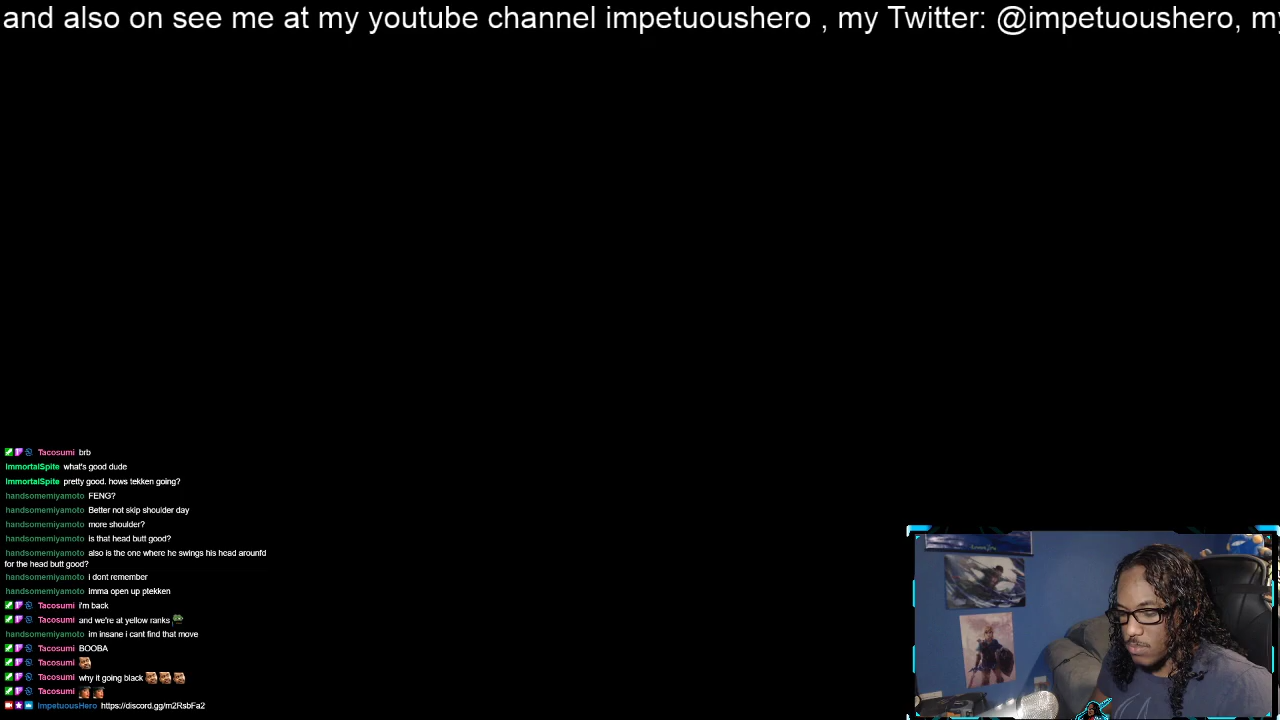 and also on see me at my youtube channel impetuoushero , my Twitter: @impetuoushero, my
Tacosumi brb
ImmortalSpite what's good dude
ImmortalSpite pretty good. hows tekken going?
handsomemiyamoto FENG?
handsomemiyamoto Better not skip shoulder day
handsomemiyamoto more shoulder?
handsomemiyamoto is that head butt good?
handsomemiyamoto also is the one where he swings his head arounfd
for the head butt good?
handsomemiyamoto i dont remember
handsomemiyamoto imma open up ptekken
Tacosumi i'm back
Tacosumi and we're at yellow ranks
handsomemiyamoto im insane i cant find that move
Tacosumi BOOBA
Tacosumi
Tacosumi why it going black
Tacosumi
ImpetuousHero https://discord.gg/m2RsbFa2